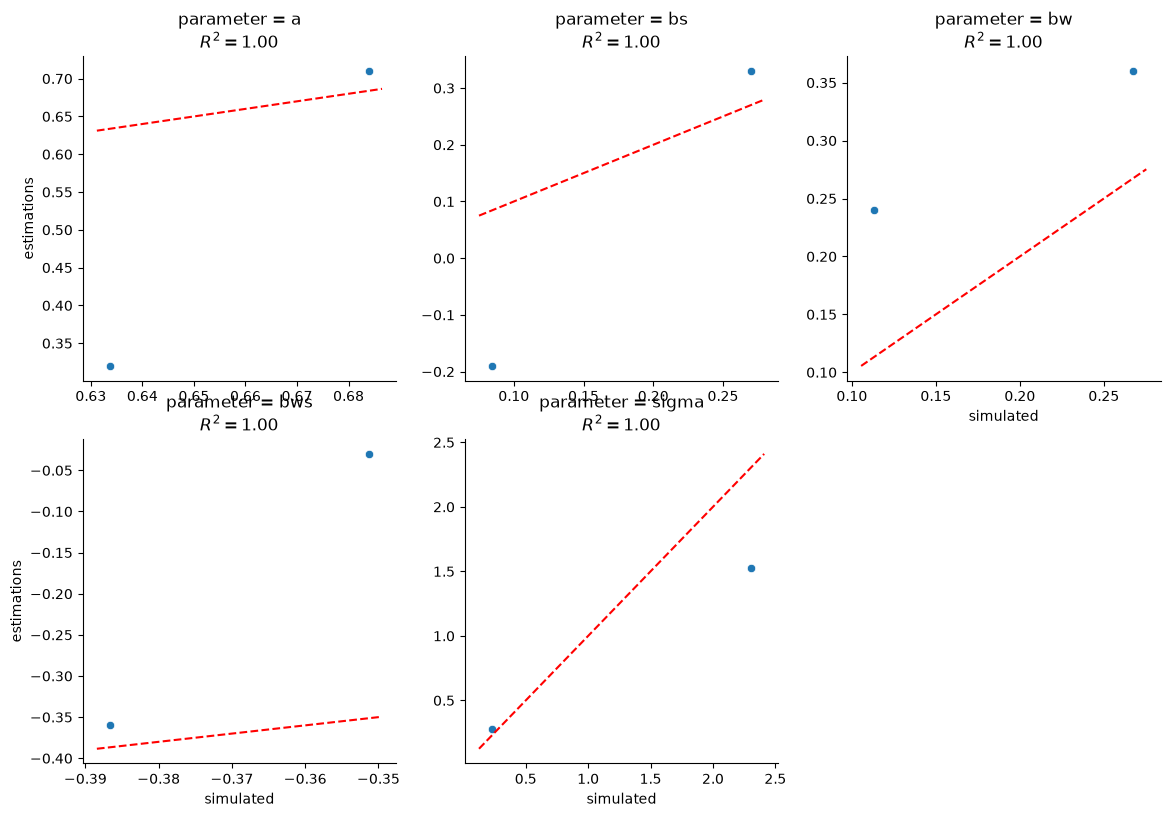 parameter = a
R² = 1.00
parameter = bs
R² = 1.00
parameter = bw
R² = 1.00
0.70
0.65
0.60
0.55
0.50
0.45
0.40
0.35
estimations
0.63 0.64 0.65 0.66 0.67 0.68
0.3
0.2
0.1
0.0
−0.1
−0.2
0.10 0.15 0.20 0.25
0.35
0.30
0.25
0.20
0.15
0.10
0.10 0.15 0.20 0.25
simulated
parameter = bws
R² = 1.00
parameter = sigma
R² = 1.00
−0.05
−0.10
−0.15
−0.20
−0.25
−0.30
−0.35
−0.40
estimations
−0.39 −0.38 −0.37 −0.36 −0.35
simulated
2.5
2.0
1.5
1.0
0.5
0.5 1.0 1.5 2.0 2.5
simulated